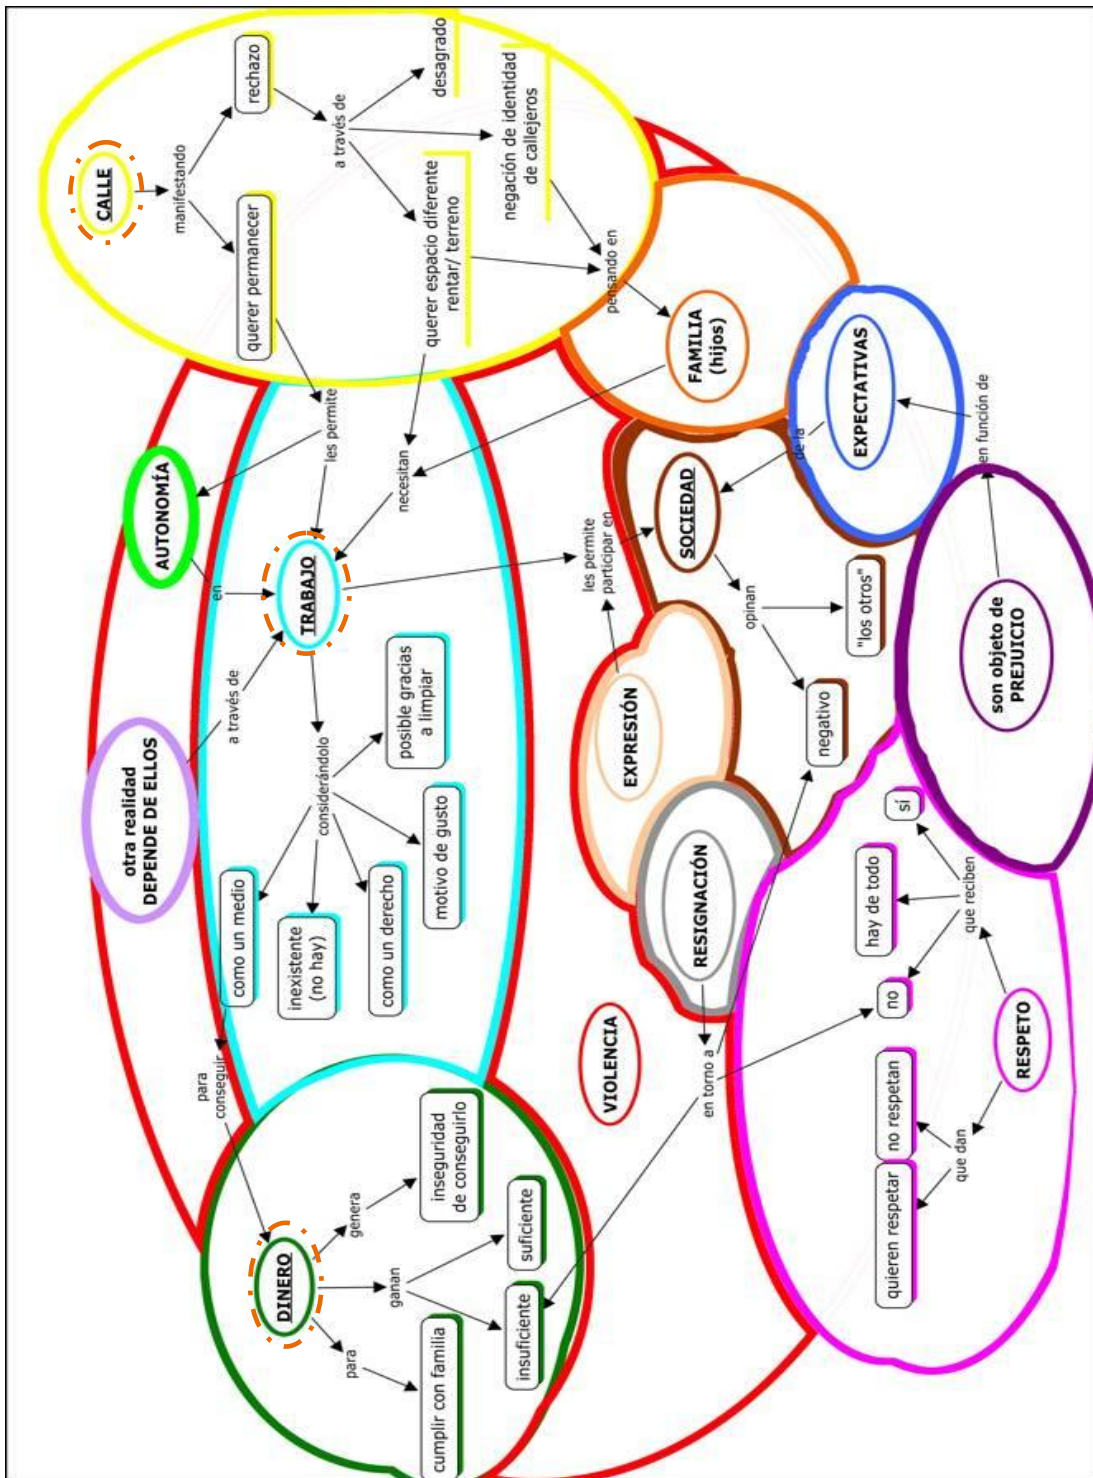 DINERO
para
cumplir con familia
ganan
insuficiente
suficiente
genera
inseguridad
de conseguirlo
para
conseguir
otra realidad
DEPENDE DE ELLOS
a través de
AUTONOMÍA
en
TRABAJO
considerándolo
como un medio
inexistente
(no hay)
como un derecho
motivo de gusto
posible gracias
a limpiar
les permite
necesitan
CALLE
manifestando
querer permanecer
rechazo
a través de
querer espacio diferente
rentar/ terreno
negación de identidad
de callejeros
desagrado
pensando en
FAMILIA
(hijos)
VIOLENCIA
RESIGNACIÓN
en torno a
EXPRESIÓN
les permite
participar en
SOCIEDAD
opinan
negativo
"los otros"
de la
EXPECTATIVAS
en función de
son objeto de
PREJUICIO
RESPETO
que dan
quieren respetar
no respetan
que reciben
no
hay de todo
sí